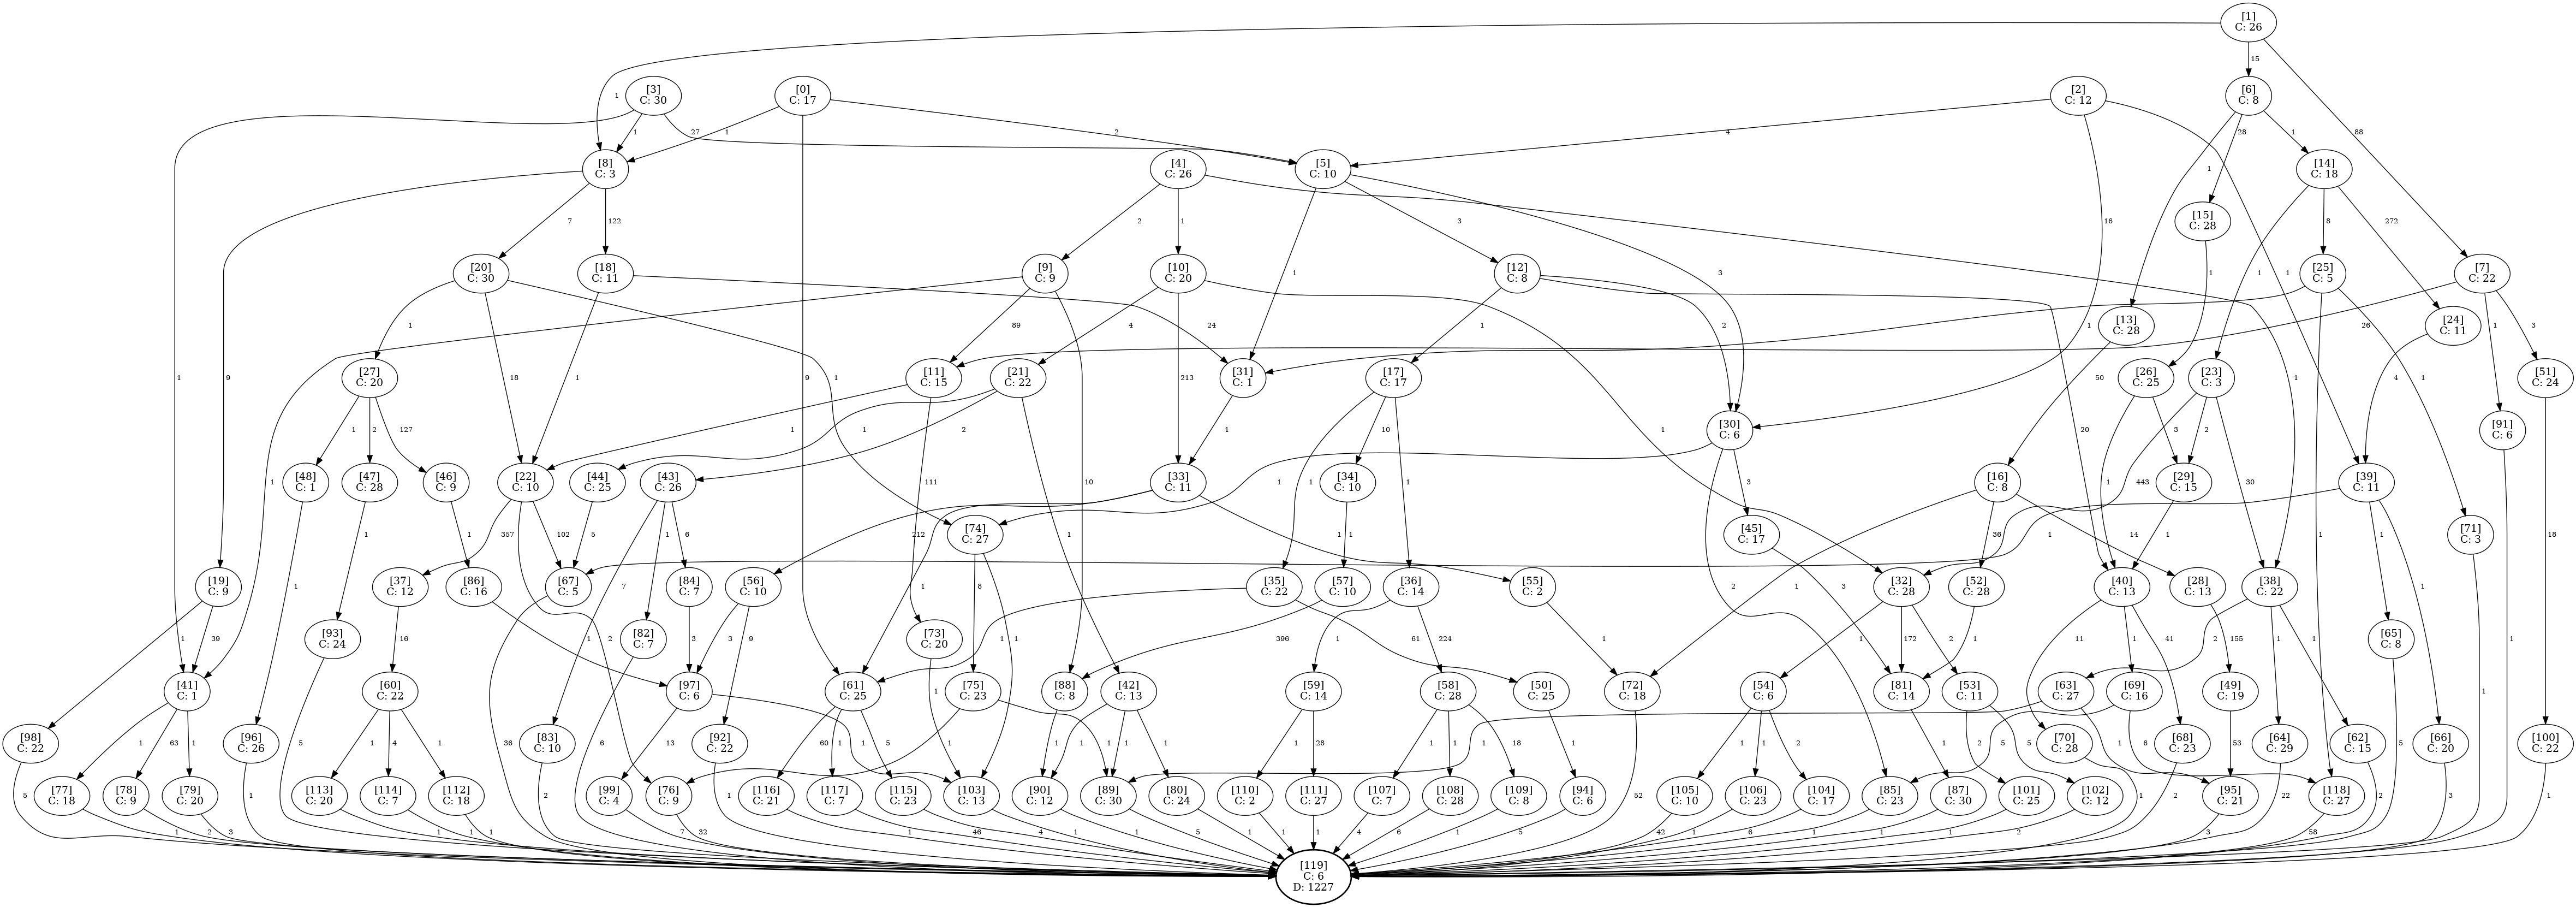 [1]
C: 26
15
[3]
C: 30
[0]
C: 17
[2]
C: 12
[6]
C: 8
1
1
27
1
2
4
28
1
88
[8]
C: 3
[4]
C: 26
[5]
C: 10
[14]
C: 18
1
[15]
C: 28
7
122
2
1
3
16
8
272
[20]
C: 30
[18]
C: 11
[9]
C: 9
[10]
C: 20
[12]
C: 8
3
1
1
1
[25]
C: 5
[7]
C: 22
1
89
4
24
1
2
1
[13]
C: 28
[24]
C: 11
26
1
3
[27]
C: 20
1
9
18
1
1
9
[11]
C: 15
[21]
C: 22
213
[31]
C: 1
1
[17]
C: 17
50
[26]
C: 25
[23]
C: 3
1
4
1
[51]
C: 24
1
2
127
1
1
2
1
10
1
[30]
C: 6
20
3
2
[91]
C: 6
[48]
C: 1
[47]
C: 28
[46]
C: 9
[22]
C: 10
[44]
C: 25
[43]
C: 26
1
10
111
[33]
C: 11
1
[34]
C: 10
1
1
3
[16]
C: 8
1
443
[29]
C: 15
30
[39]
C: 11
1
1
1
357
102
5
1
6
[74]
C: 27
212
1
1
1
[45]
C: 17
36
14
1
1
1
[71]
C: 3
18
[19]
C: 9
1
[37]
C: 12
[86]
C: 16
[67]
C: 5
7
[84]
C: 7
[56]
C: 10
8
1
[55]
C: 2
[57]
C: 10
[35]
C: 22
[36]
C: 14
2
3
1
[32]
C: 28
[52]
C: 28
[40]
C: 13
[28]
C: 13
[38]
C: 22
1
1
39
[93]
C: 24
16
2
1
[82]
C: 7
3
3
9
[73]
C: 20
1
396
1
61
1
224
1
1
172
2
1
11
1
41
155
2
1
1
[65]
C: 8
1
[41]
C: 1
[60]
C: 22
36
[97]
C: 6
[61]
C: 25
[75]
C: 23
[88]
C: 8
[42]
C: 13
[59]
C: 14
[58]
C: 28
[50]
C: 25
[72]
C: 18
[54]
C: 6
[81]
C: 14
[53]
C: 11
[63]
C: 27
[69]
C: 16
[49]
C: 19
[98]
C: 22
1
63
1
[96]
C: 26
5
1
4
1
[83]
C: 10
6
13
1
[92]
C: 22
60
1
5
1
1
1
1
1
1
1
28
1
1
18
1
52
1
1
2
5
1
2
5
[70]
C: 28
1
6
[68]
C: 23
53
[64]
C: 29
[62]
C: 15
5
[66]
C: 20
1
1
[100]
C: 22
5
[77]
C: 18
[78]
C: 9
[79]
C: 20
1
[113]
C: 20
[114]
C: 7
[112]
C: 18
2
[99]
C: 4
[76]
C: 9
1
[116]
C: 21
[117]
C: 7
[115]
C: 23
[103]
C: 13
[90]
C: 12
[89]
C: 30
[80]
C: 24
[110]
C: 2
[111]
C: 27
[107]
C: 7
[108]
C: 28
[109]
C: 8
[94]
C: 6
[105]
C: 10
[106]
C: 23
[104]
C: 17
[85]
C: 23
[87]
C: 30
[101]
C: 25
[102]
C: 12
1
2
[95]
C: 21
22
[118]
C: 27
2
3
1
1
2
3
1
1
1
7
32
1
46
4
1
1
5
1
1
1
4
6
1
5
42
1
6
1
1
1
2
3
58
[119]
C: 6
D: 1227